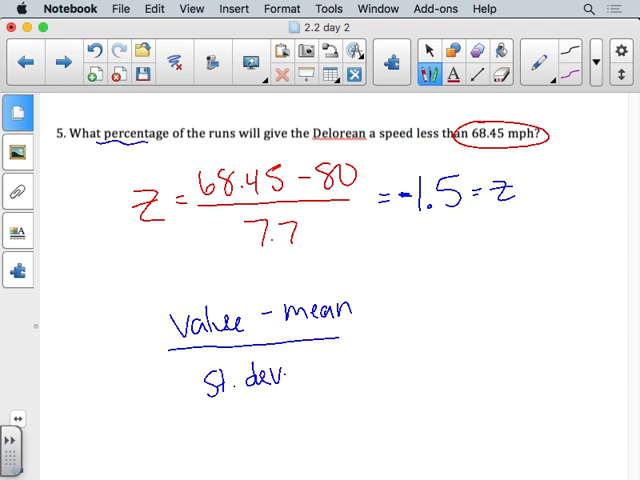 Notebook File Edit View Insert Format Tools Window Help
2.2 day 2
5. What percentage of the runs will give the Delorean a speed less than 68.45 mph?
z = 68.45 - 80 = -1.5 = z
7.7
value - mean
st. dev.